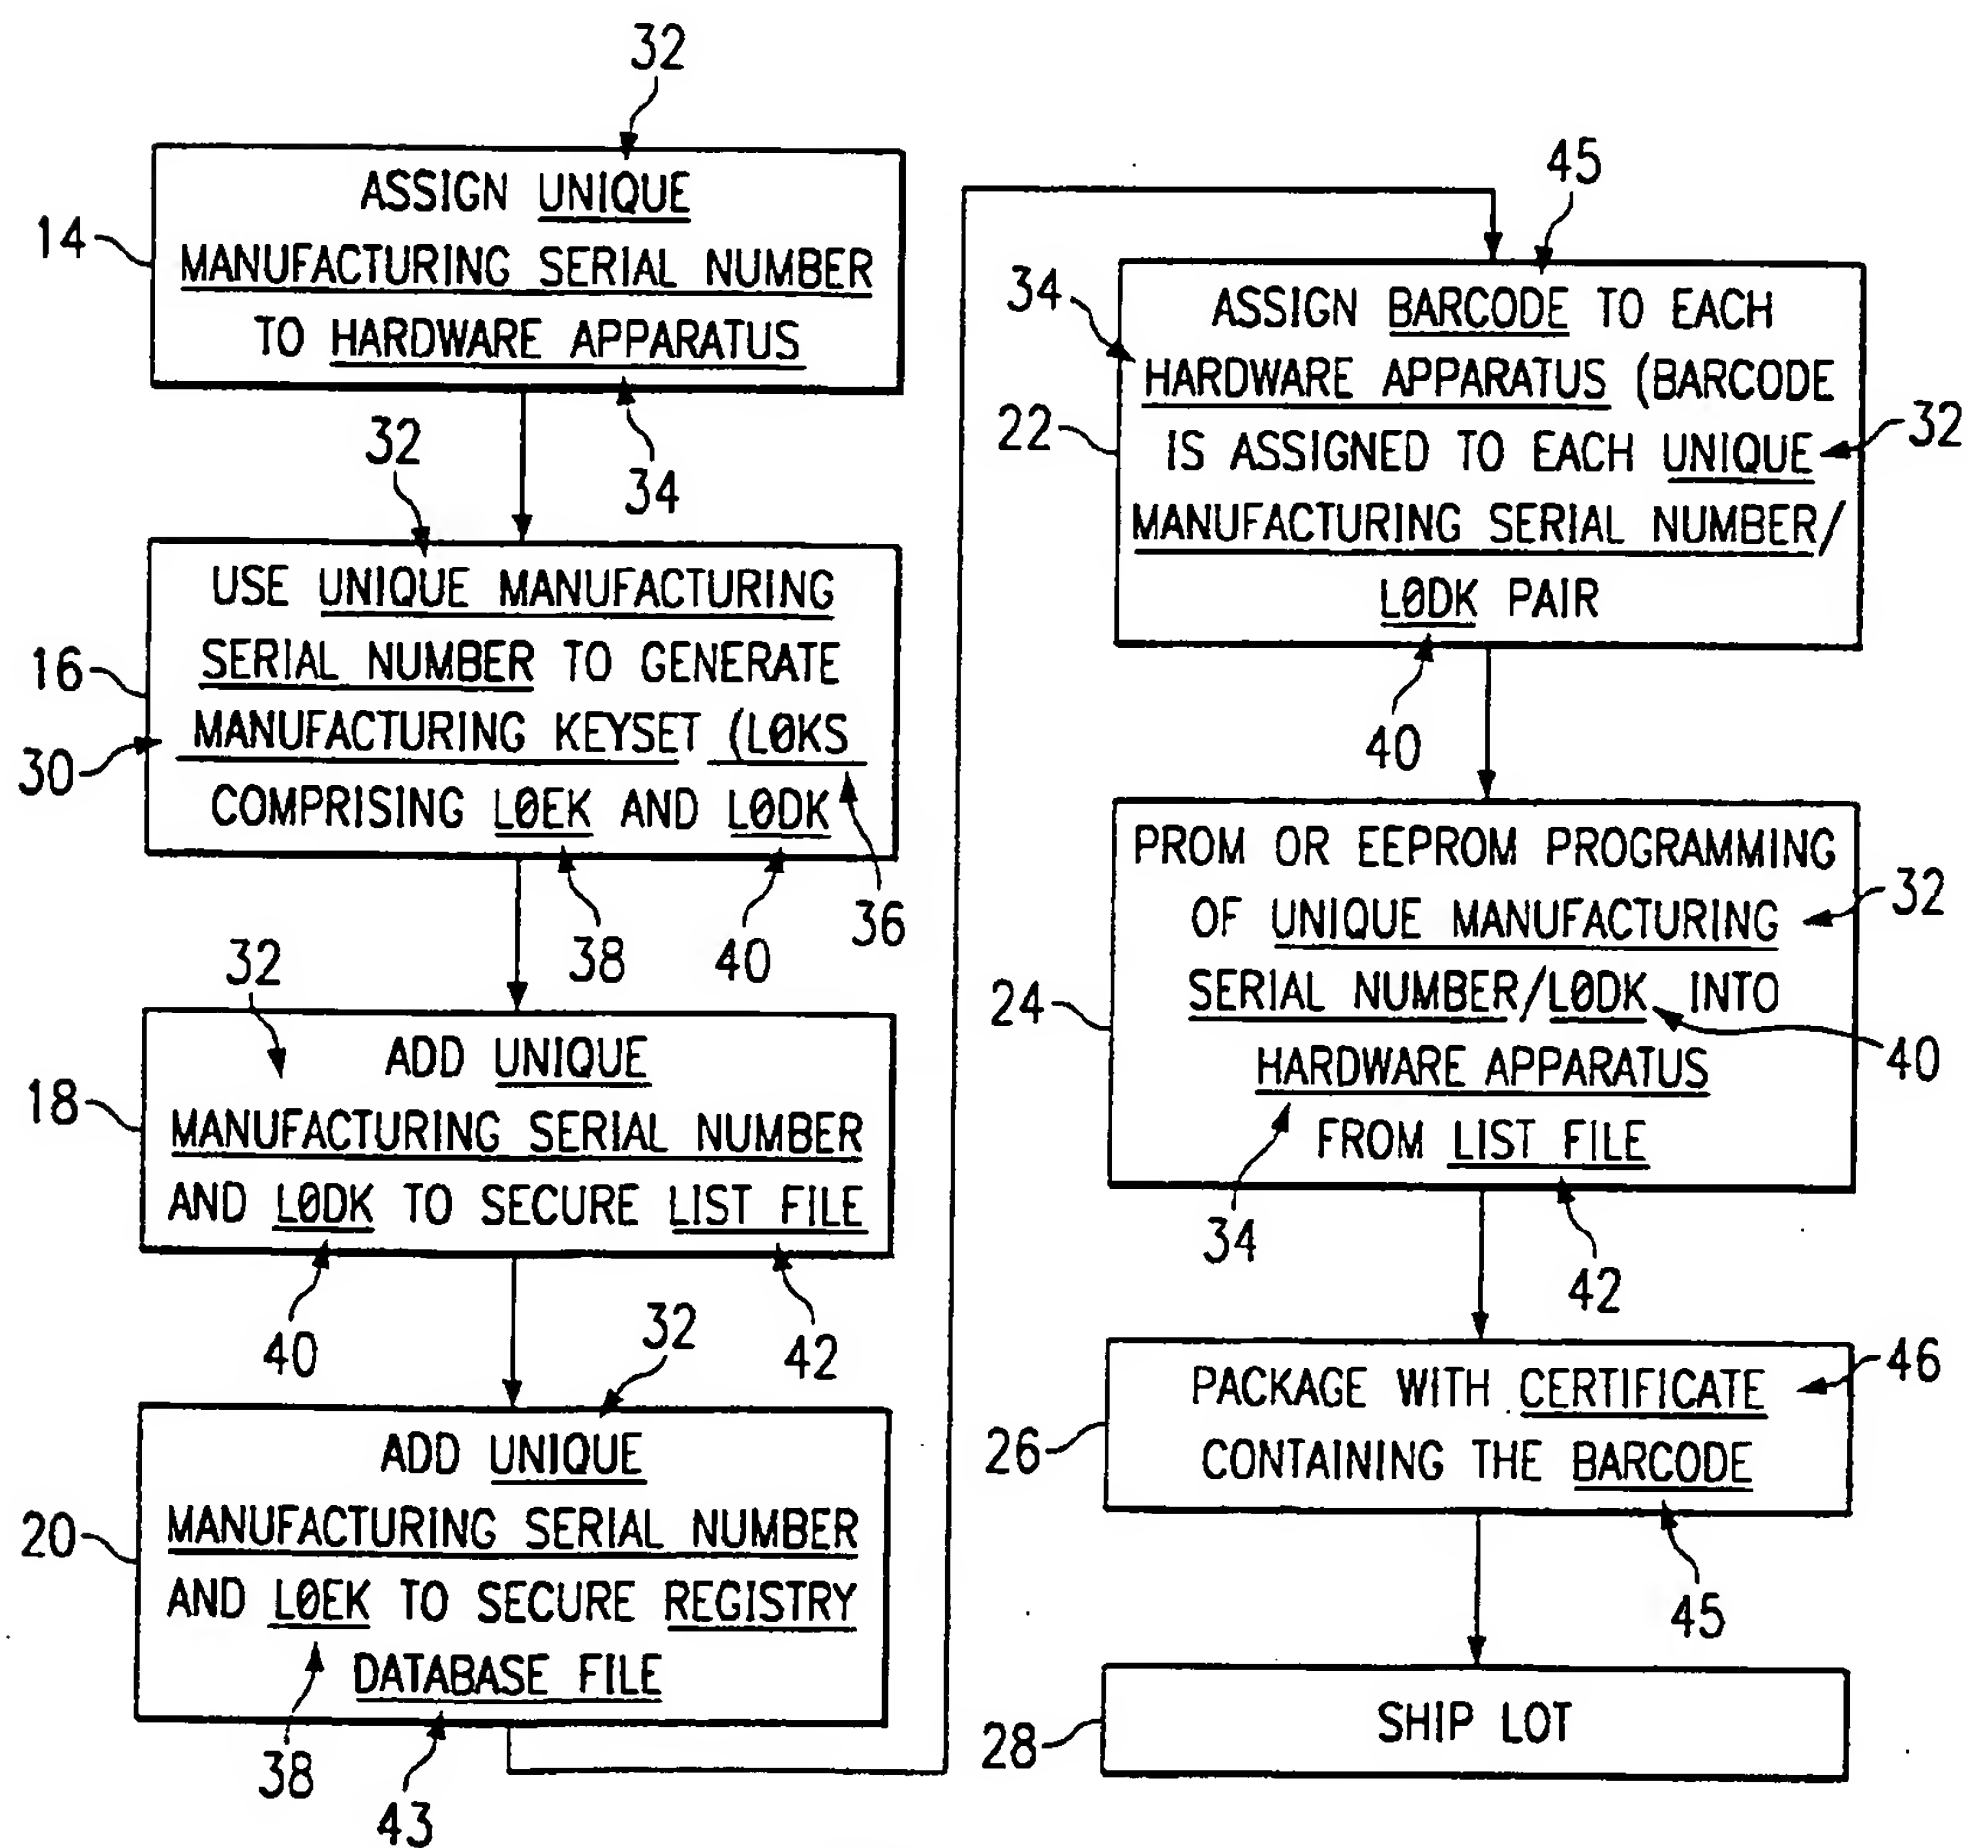 32
ASSIGN UNIQUE
14
MANUFACTURING SERIAL NUMBER
TO HARDWARE APPARATUS
34
32
USE UNIQUE MANUFACTURING
16
SERIAL NUMBER TO GENERATE
30
MANUFACTURING KEYSET (L0KS
COMPRISING L0EK AND L0DK
36
38
40
32
ADD UNIQUE
18
MANUFACTURING SERIAL NUMBER
AND L0DK TO SECURE LIST FILE
40
42
32
ADD UNIQUE
20
MANUFACTURING SERIAL NUMBER
AND L0EK TO SECURE REGISTRY
DATABASE FILE
38
43
45
34
ASSIGN BARCODE TO EACH
HARDWARE APPARATUS (BARCODE
22
IS ASSIGNED TO EACH UNIQUE
32
MANUFACTURING SERIAL NUMBER/
L0DK PAIR
40
PROM OR EEPROM PROGRAMMING
32
OF UNIQUE MANUFACTURING
24
SERIAL NUMBER/L0DK INTO
40
HARDWARE APPARATUS
FROM LIST FILE
34
42
46
PACKAGE WITH CERTIFICATE
26
CONTAINING THE BARCODE
45
28
SHIP LOT